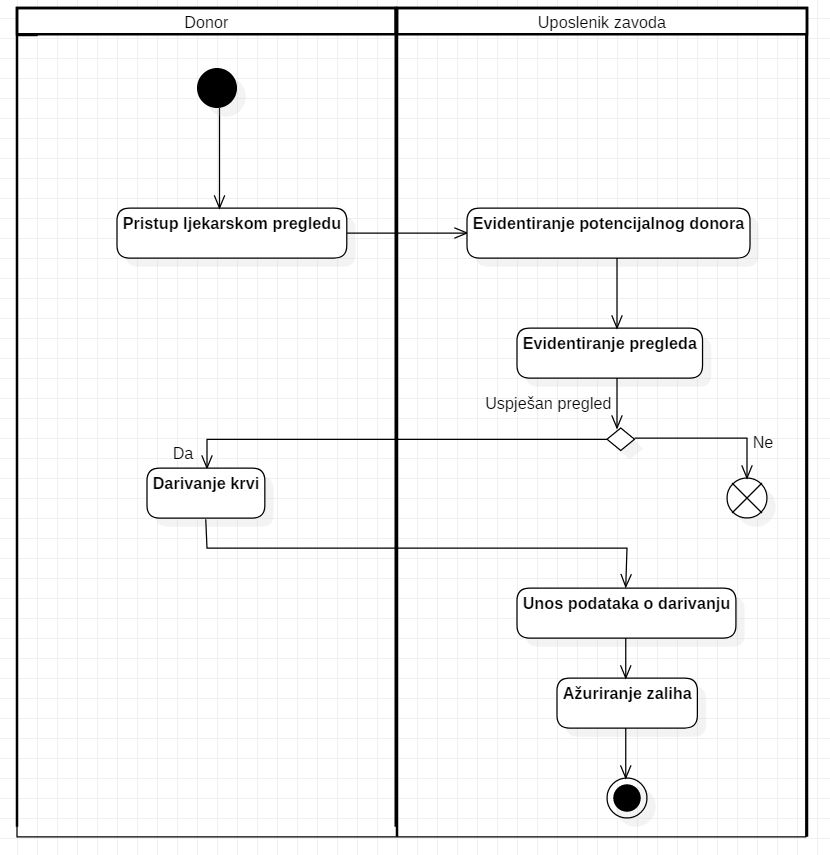 Donor
Uposlenik zavoda
Pristup ljekarskom pregledu
Evidentiranje potencijalnog donora
Evidentiranje pregleda
Uspješan pregled
Da
Ne
Darivanje krvi
Unos podataka o darivanju
Ažuriranje zaliha